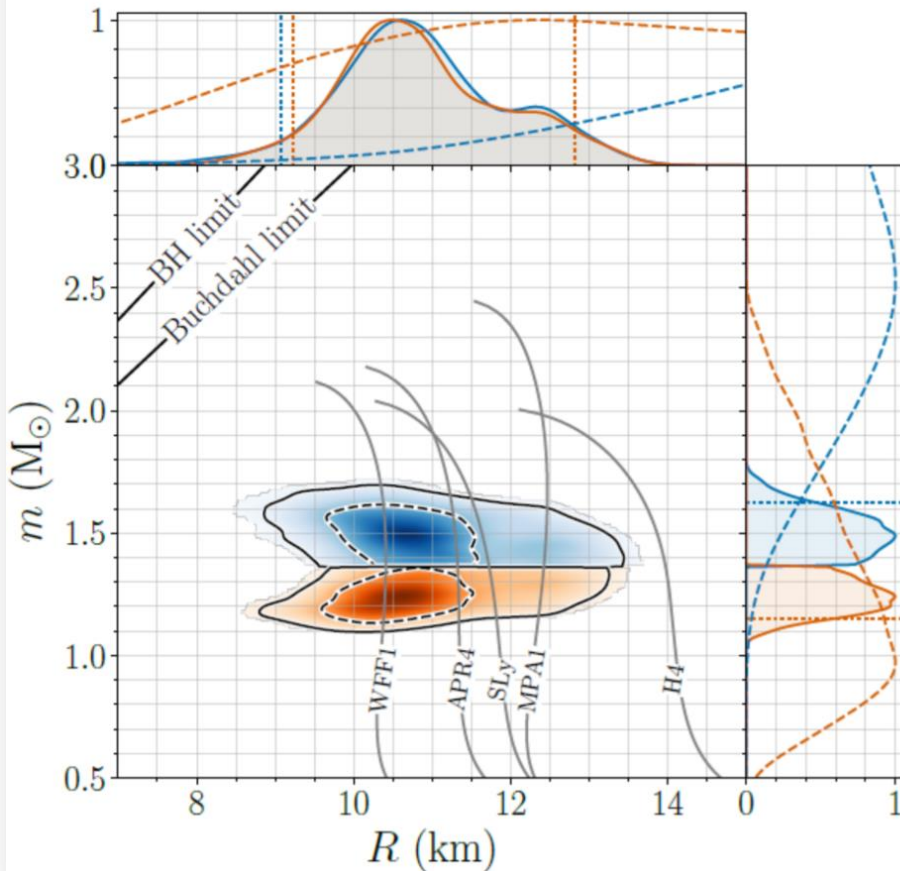 1
3.0
BH limit
Buchdahl limit
2.5
2.0
m (M⊙)
1.5
1.0
WFF1
APR4
SLy
MPA1
H4
0.5
8 10 12 14 0 1
R (km)